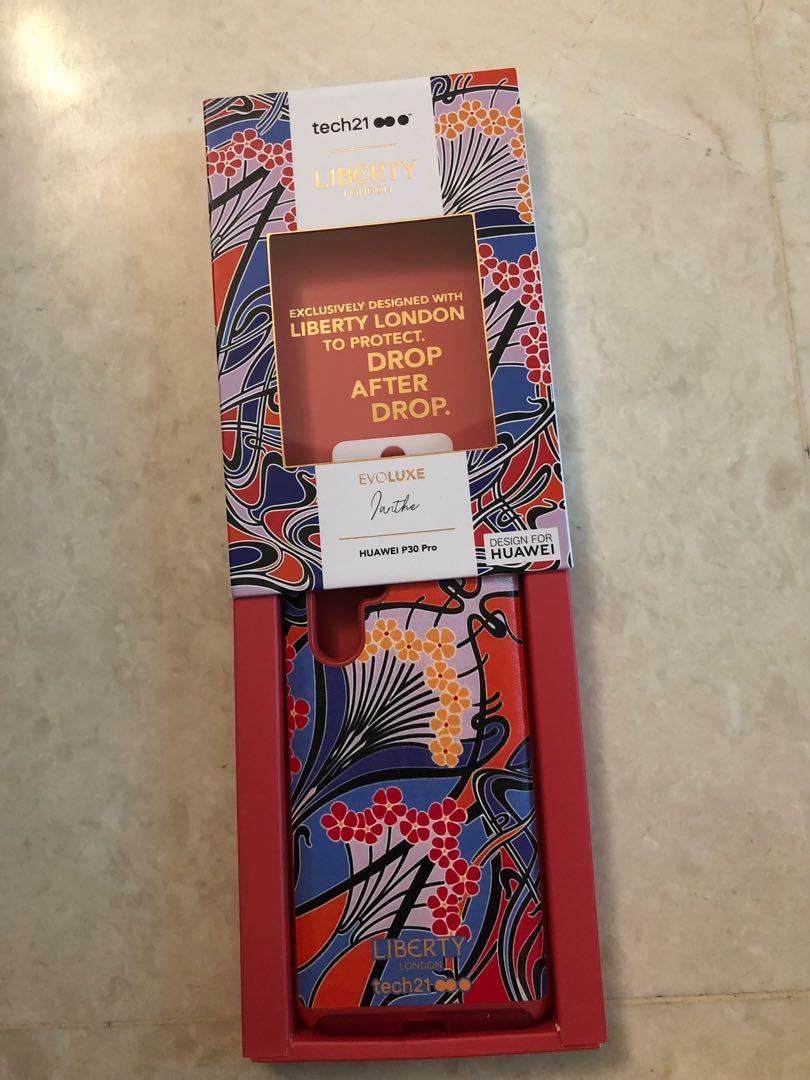 tech21
LIBERTY
LONDON
EXCLUSIVELY DESIGNED WITH
LIBERTY LONDON
TO PROTECT.
DROP
AFTER
DROP.
EVOLUXE
Ianthe
HUAWEI P30 Pro
DESIGN FOR
HUAWEI
LIBERTY
LONDON
tech21